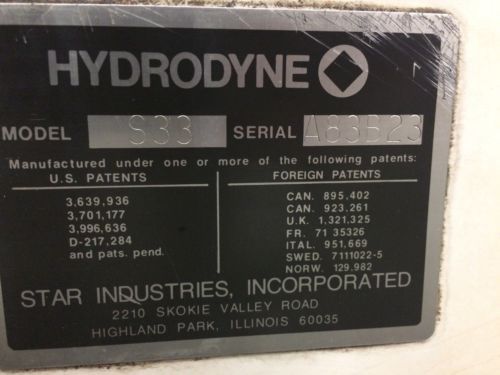 HYDRODYNE
MODEL S33 SERIAL A83B23
Manufactured under one or more of the following patents:
U.S. PATENTS
3,639,936
3,701,177
3,996,636
D-217,284
and pats. pend.
FOREIGN PATENTS
CAN. 895,402
CAN. 923.261
U.K. 1,321,325
FR. 71 35326
ITAL. 951,669
SWED. 7111022-5
NORW. 129.982
STAR INDUSTRIES, INCORPORATED
2210 SKOKIE VALLEY ROAD
HIGHLAND PARK, ILLINOIS 60035